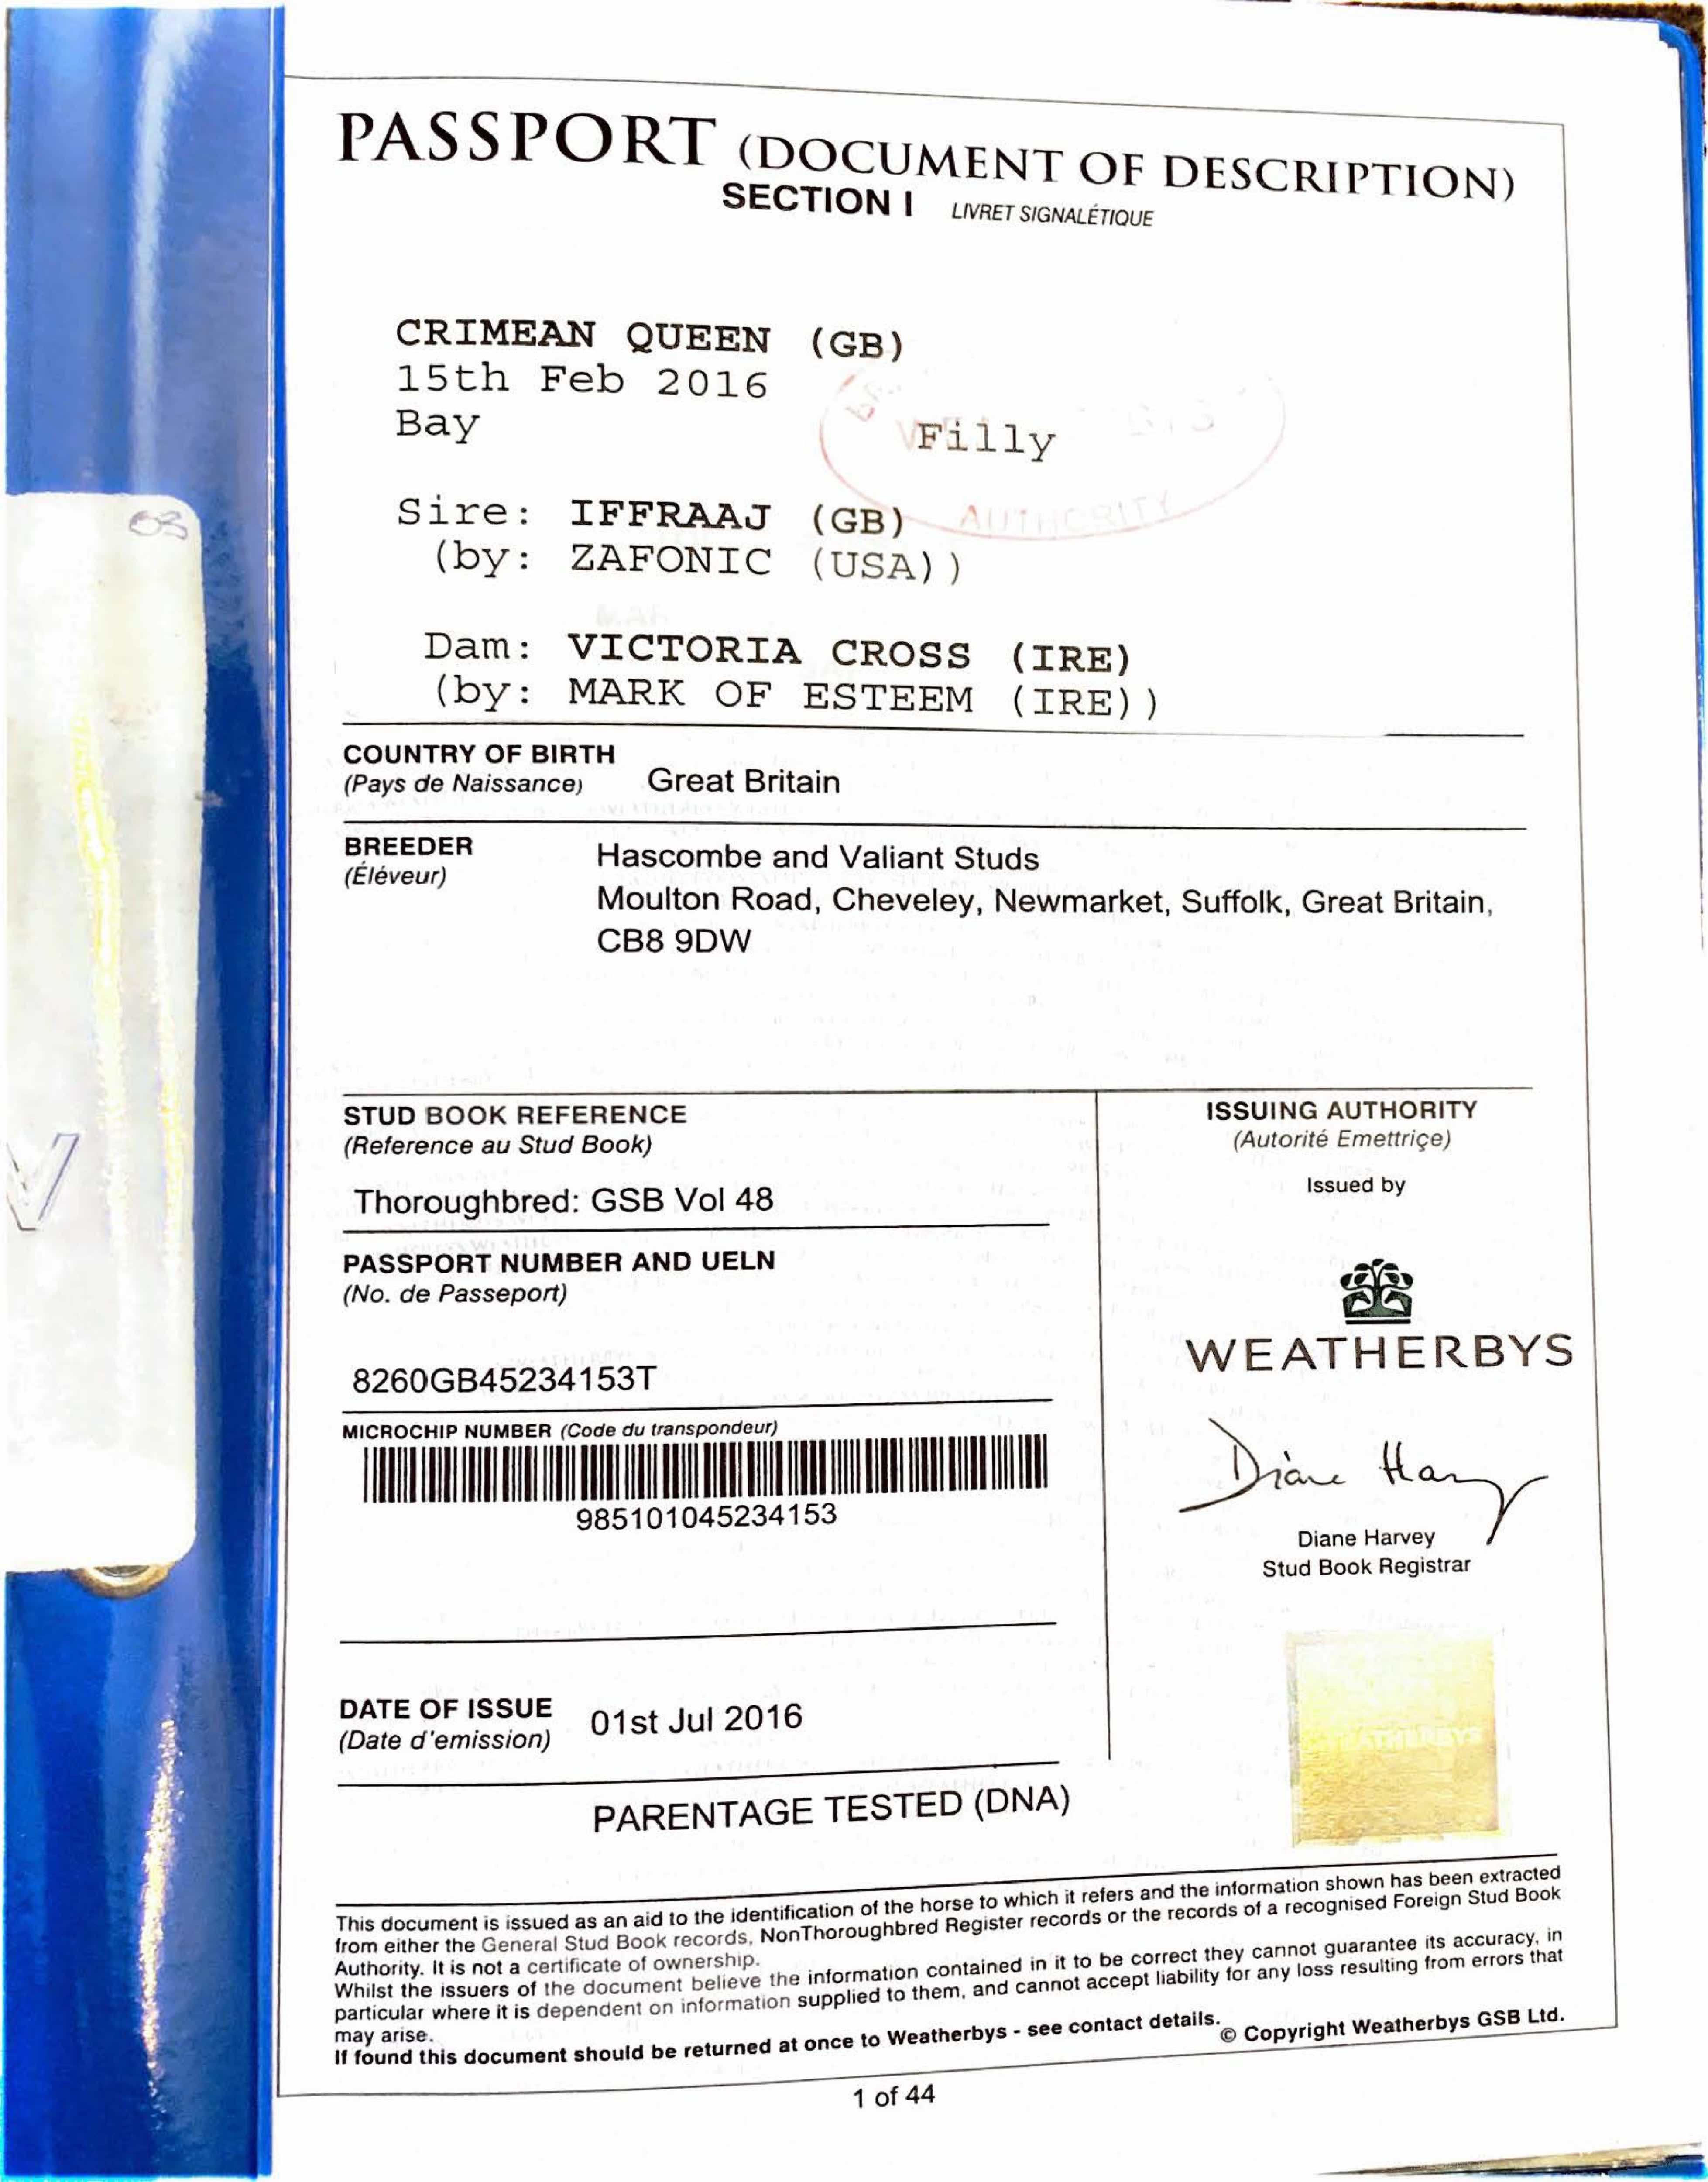 PASSPORT (DOCUMENT OF DESCRIPTION)
SECTION I LIVRET SIGNALÉTIQUE
CRIMEAN QUEEN (GB)
15th Feb 2016
Bay Filly
Sire: IFFRAAJ (GB)
AUTHORITY
(by: ZAFONIC (USA))
Dam: VICTORIA CROSS (IRE)
(by: MARK OF ESTEEM (IRE))
COUNTRY OF BIRTH
(Pays de Naissance) Great Britain
BREEDER
(Éléveur)
Hascombe and Valiant Studs
Moulton Road, Cheveley, Newmarket, Suffolk, Great Britain,
CB8 9DW
STUD BOOK REFERENCE
(Reference au Stud Book)
Thoroughbred: GSB Vol 48
PASSPORT NUMBER AND UELN
(No. de Passeport)
8260GB45234153T
MICROCHIP NUMBER (Code du transpondeur)
985101045234153
ISSUING AUTHORITY
(Autorité Emettriçe)
Issued by
WEATHERBYS
Diane Harvey
Diane Harvey
Stud Book Registrar
WEATHERBYS
DATE OF ISSUE
(Date d'emission) 01st Jul 2016
PARENTAGE TESTED (DNA)
This document is issued as an aid to the identification of the horse to which it refers and the information shown has been extracted
from either the General Stud Book records, NonThoroughbred Register records or the records of a recognised Foreign Stud Book
Authority. It is not a certificate of ownership.
Whilst the issuers of the document believe the information contained in it to be correct they cannot guarantee its accuracy, in
particular where it is dependent on information supplied to them, and cannot accept liability for any loss resulting from errors that
may arise.
If found this document should be returned at once to Weatherbys - see contact details.
© Copyright Weatherbys GSB Ltd.
1 of 44